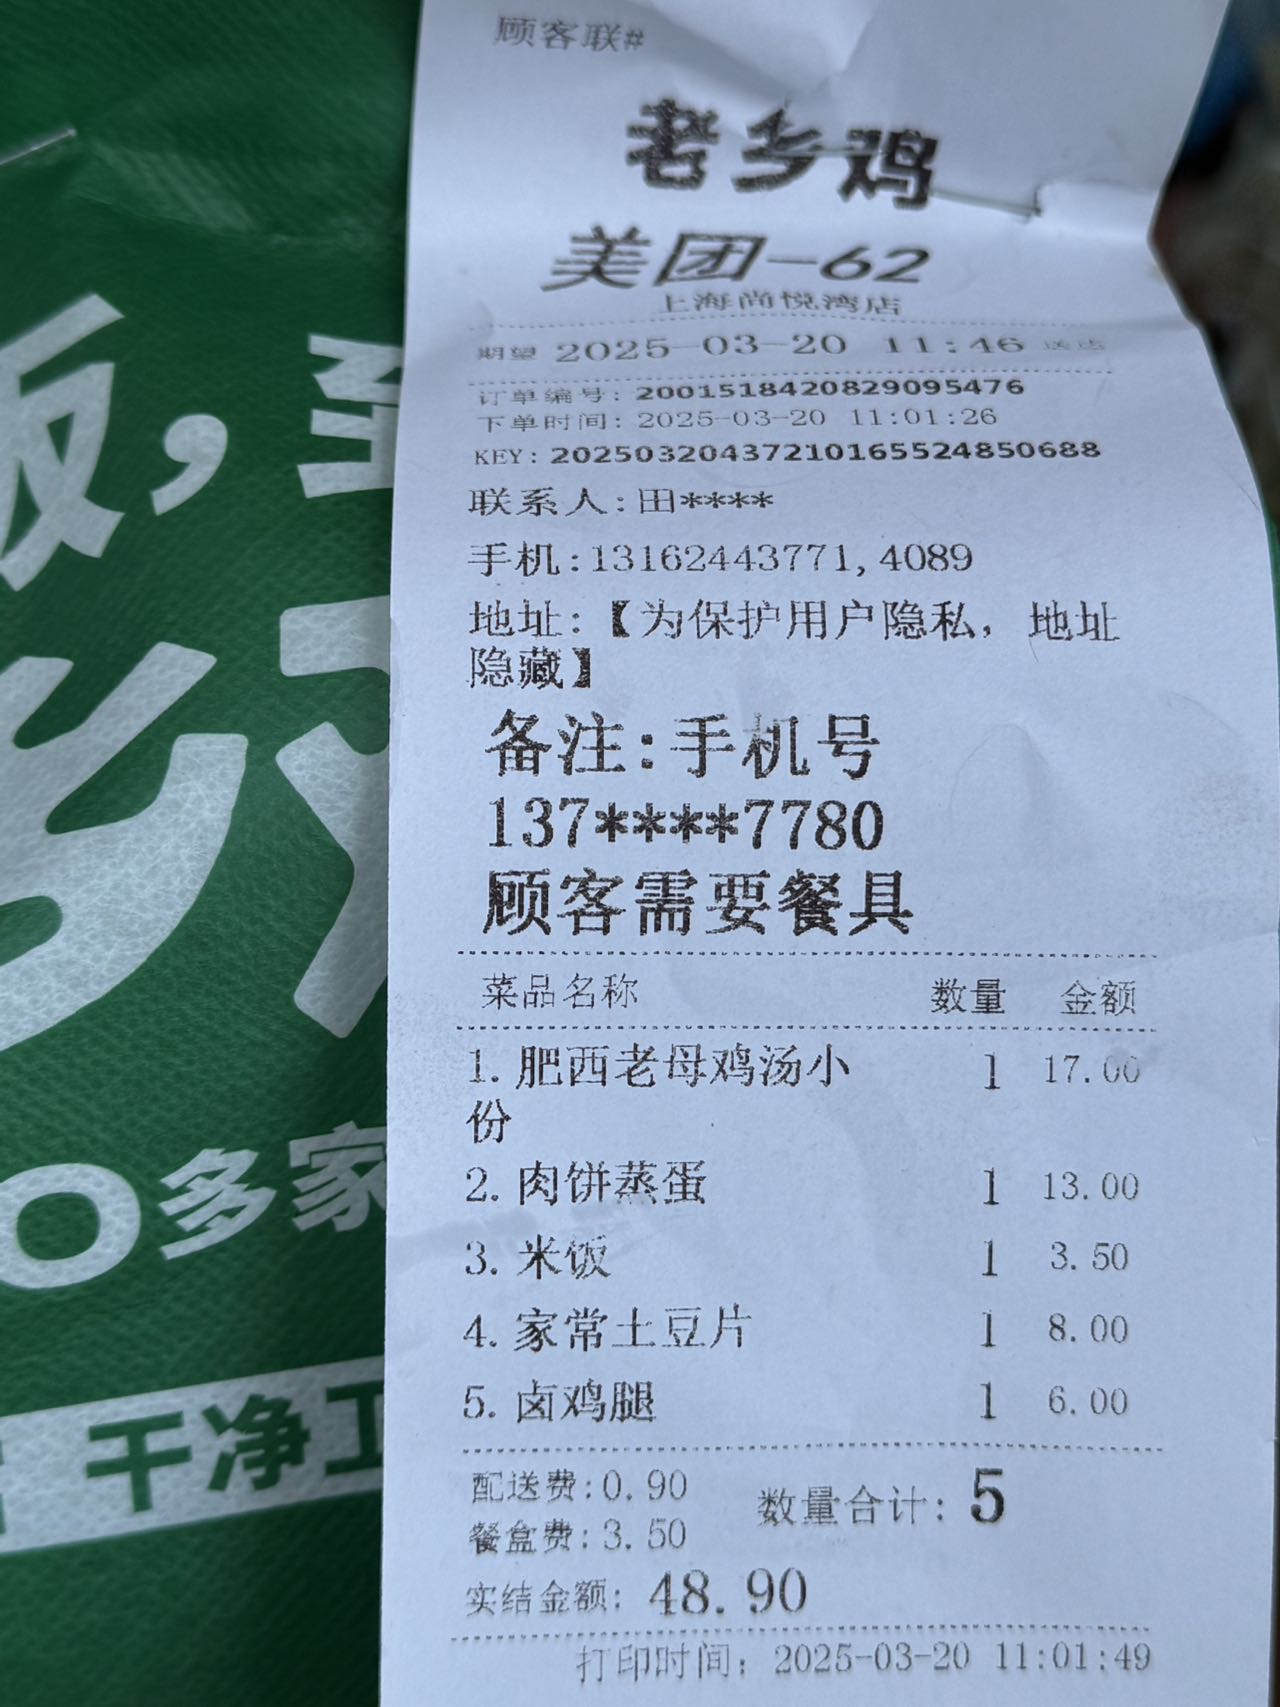 顾客联#
老乡鸡
美团-62
上海尚悦湾店
期望 2025-03-20 11:46 送达
订单编号: 2001518420829095476
下单时间: 2025-03-20 11:01:26
KEY: 20250320437210165524850688
联系人: 田****
手机:13162443771,4089
地址:【为保护用户隐私, 地址
隐藏】
备注:手机号
137****7780
顾客需要餐具
菜品名称 数量 金额
1. 肥西老母鸡汤小 1 17.00
份
2. 肉饼蒸蛋 1 13.00
3. 米饭 1 3.50
4. 家常土豆片 1 8.00
5. 卤鸡腿 1 6.00
配送费:0.90 数量合计: 5
餐盒费:3.50
实结金额: 48.90
打印时间: 2025-03-20 11:01:49
饭,
乡
0多家
干净